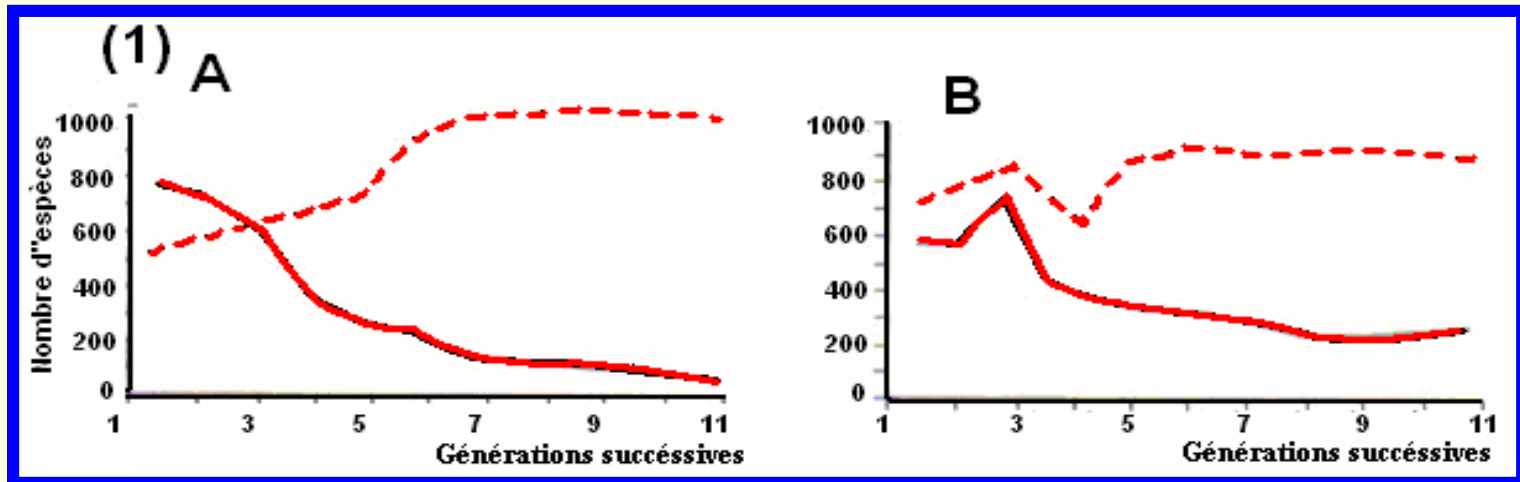 (1)
A
Nombre d"espèces
1000
800
600
400
200
0
1 3 5 7 9 11
Générations succéssives
B
1000
800
600
400
200
0
1 3 5 7 9 11
Générations succéssives